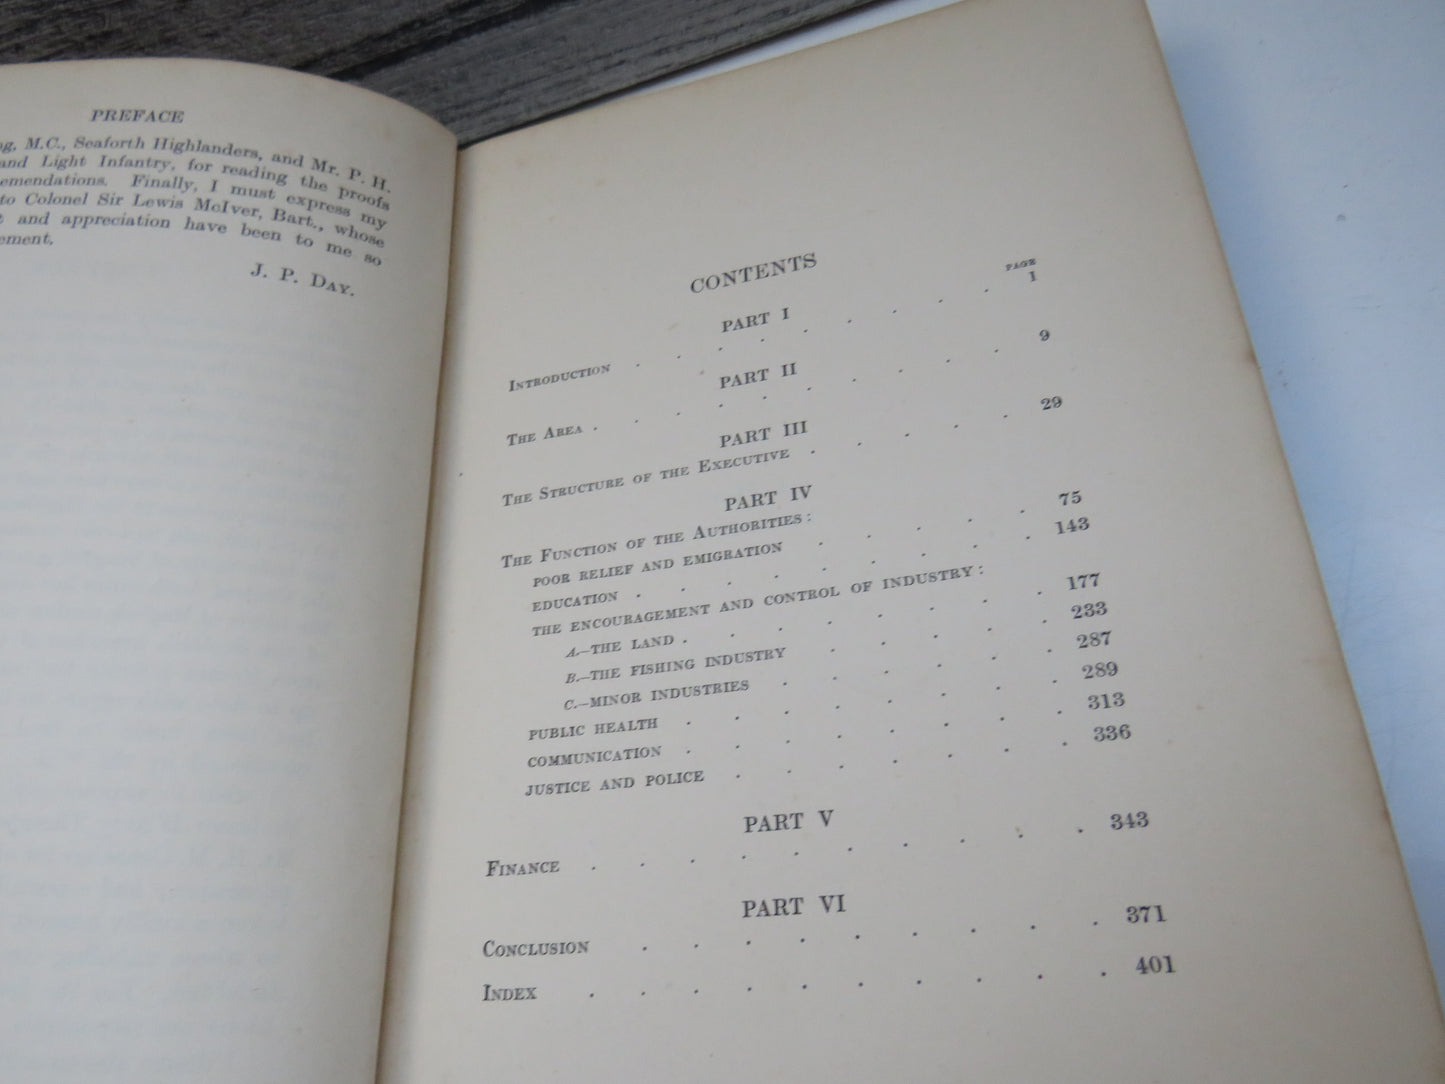 PREFACE
M.C., Seaforth Highlanders, and Mr. P. H.
and Light Infantry, for reading the proofs
emendations. Finally, I must express my
to Colonel Sir Lewis McIver, Bart., whose
and appreciation have been to me so
ement.
J. P. DAY.
CONTENTS
PAGE
PART I
INTRODUCTION . . . . . . . . 1
PART II
THE AREA . . . . . . . . . 9
PART III
THE STRUCTURE OF THE EXECUTIVE . . . . . 29
PART IV
THE FUNCTION OF THE AUTHORITIES:
POOR RELIEF AND EMIGRATION . . . . . 75
EDUCATION . . . . . . . . 143
THE ENCOURAGEMENT AND CONTROL OF INDUSTRY:
A.—THE LAND . . . . . . . . 177
B.—THE FISHING INDUSTRY . . . . . 233
C.—MINOR INDUSTRIES . . . . . . 287
PUBLIC HEALTH . . . . . . . . 289
COMMUNICATION . . . . . . . . 313
JUSTICE AND POLICE . . . . . . . 336
PART V
FINANCE . . . . . . . . . 343
PART VI
CONCLUSION . . . . . . . . . 371
INDEX . . . . . . . . . . 401